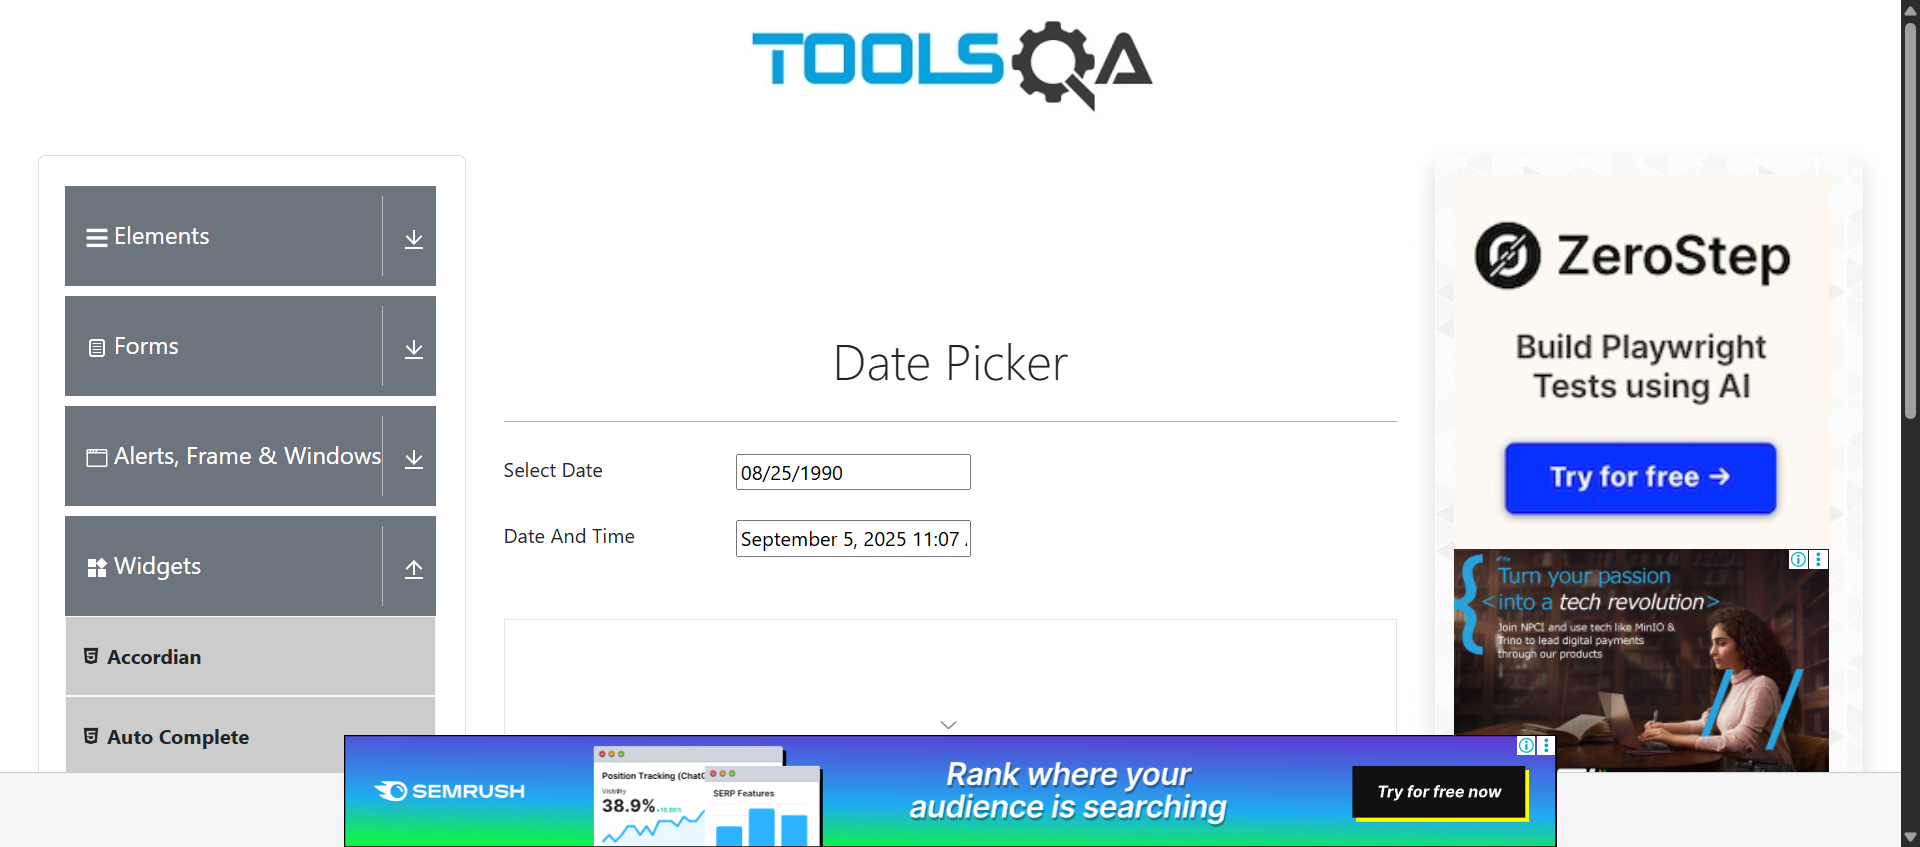 TOOLSQA
Elements
Forms
Alerts, Frame & Windows
Widgets
Accordian
Auto Complete
Date Picker
Select Date
08/25/1990
Date And Time
September 5, 2025 11:07
ZeroStep
Build Playwright
Tests using AI
Try for free →
Turn your passion
<into a tech revolution>
Join NPCI and use tech like MinIO &
Trino to lead digital payments
through our products
SEMRUSH
Position Tracking (ChatG
Visibility
38.9%
SERP Features
Rank where your
audience is searching
Try for free now